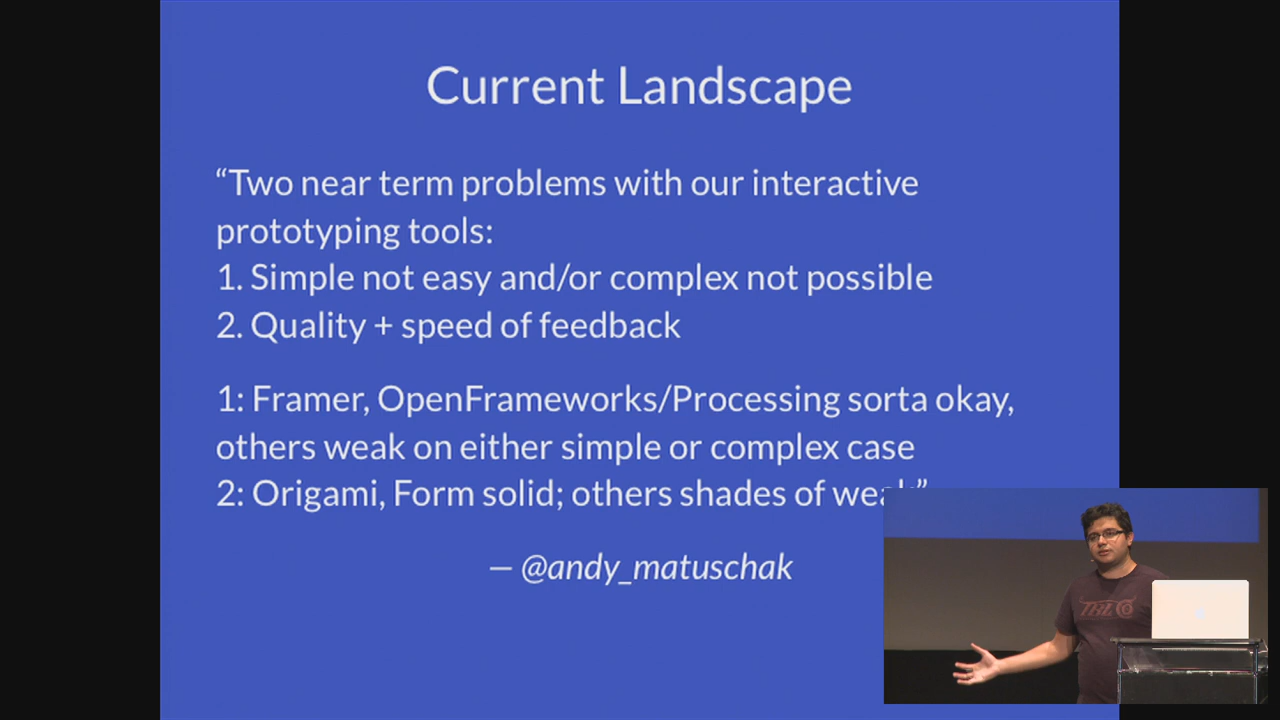 Current Landscape
“Two near term problems with our interactive
prototyping tools:
1. Simple not easy and/or complex not possible
2. Quality + speed of feedback
1: Framer, OpenFrameworks/Processing sorta okay,
others weak on either simple or complex case
2: Origami, Form solid; others shades of weak”
— @andy_matuschak